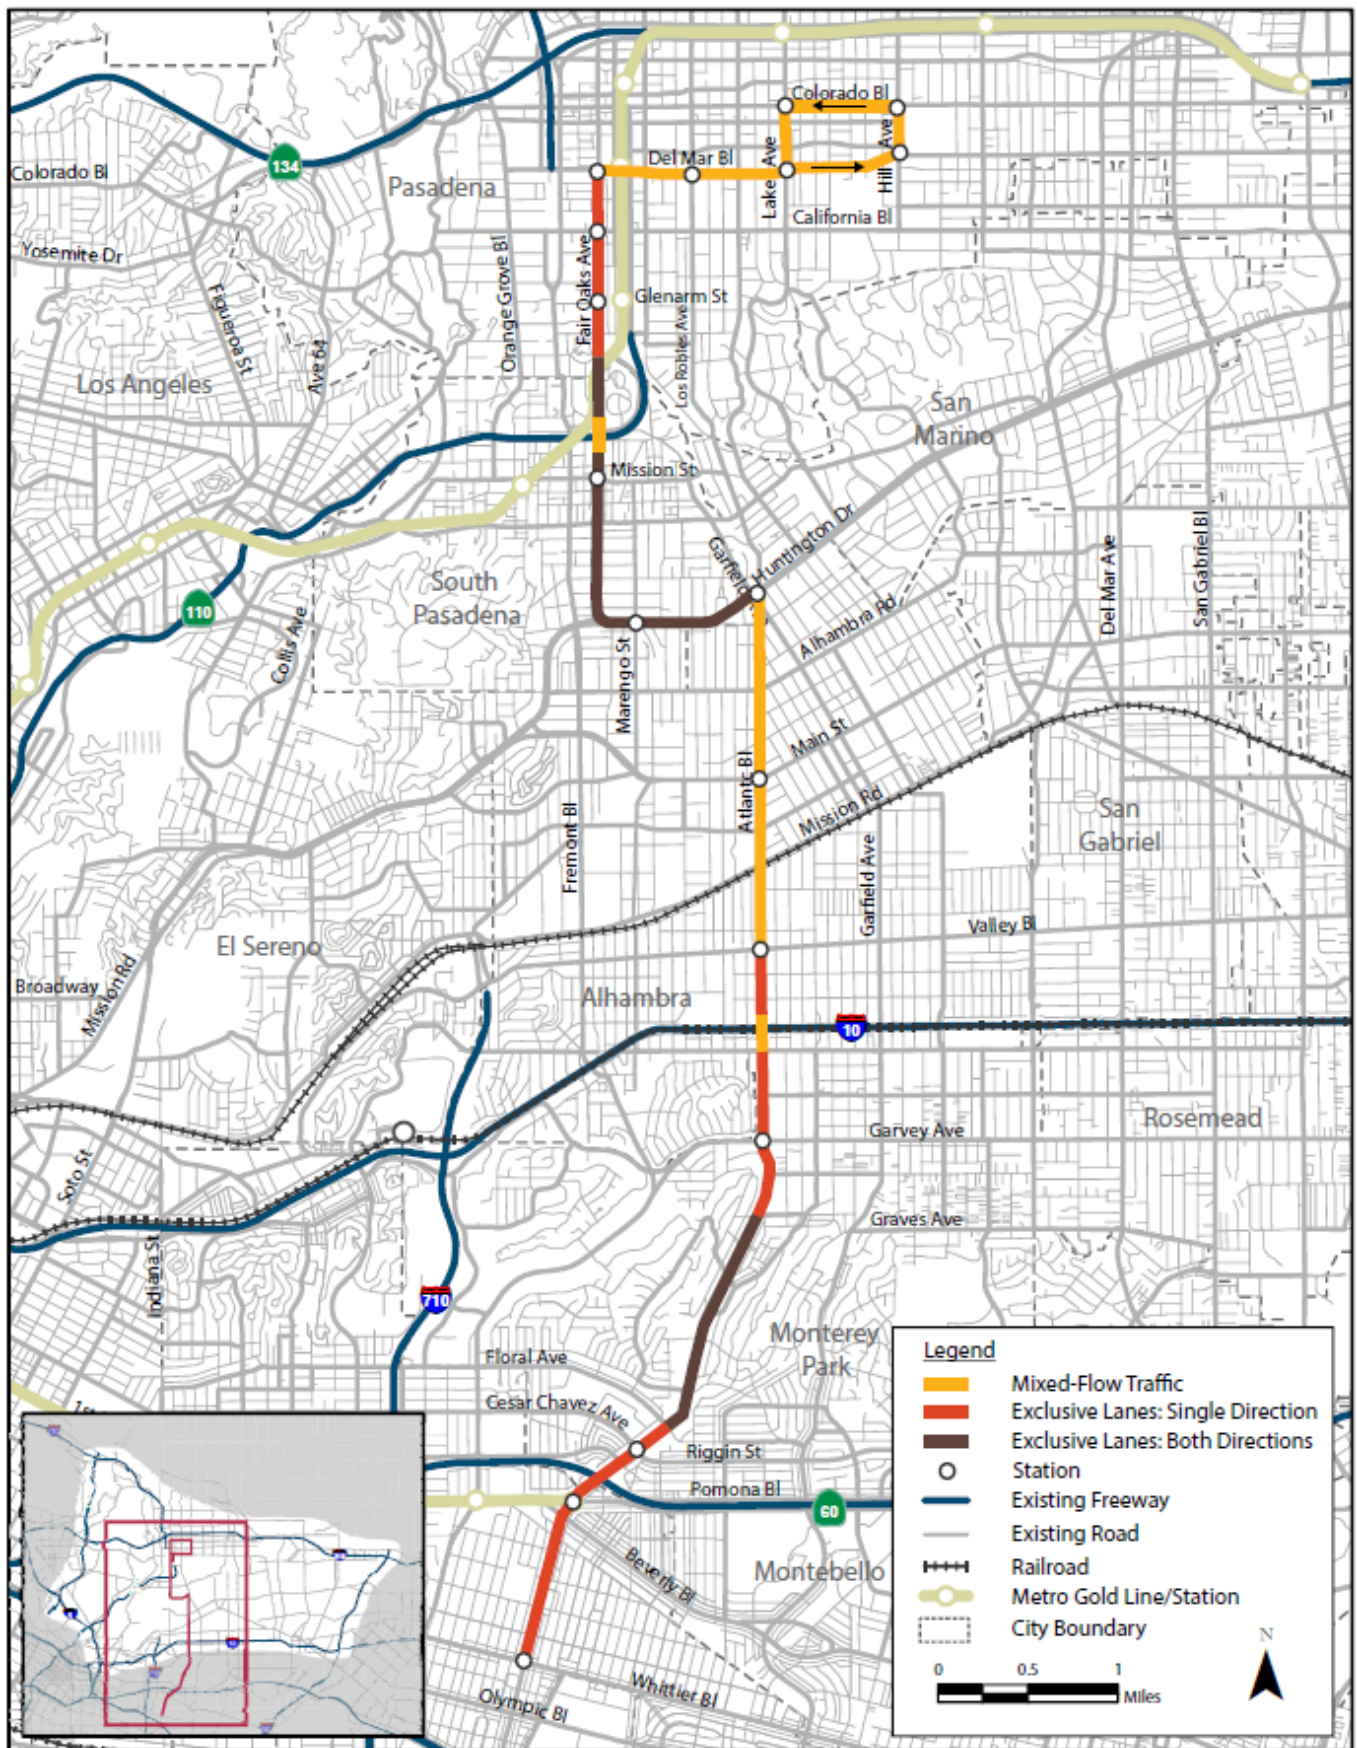 Colorado Bl
134
Del Mar Bl
Lake Ave
Hill Ave
Colorado Bl
Pasadena
California Bl
Yosemite Dr
Orange Grove Bl
Fair Oaks Ave
Figueroa St
Glenarm St
Los Robles Ave
Ave 64
Los Angeles
San
Marino
Mission St
Garfield
Huntington Dr
Del Mar Ave
San Gabriel Bl
South
Pasadena
110
Collis Ave
Alhambra Rd
Marengo St
Main St
Atlantc Bl
Mission Rd
San
Gabriel
Fremont Bl
Garfield Ave
Valley Bl
El Sereno
Broadway
Mission Rd
Alhambra
10
Rosemead
Garvey Ave
Soto St
Graves Ave
Indiana St
710
Monterey
Park
Floral Ave
Cesar Chavez Ave
1st
Riggin St
Pomona Bl
60
Beverly Bl
Montebello
Whittier Bl
Olympic Bl
Legend
Mixed-Flow Traffic
Exclusive Lanes: Single Direction
Exclusive Lanes: Both Directions
Station
Existing Freeway
Existing Road
Railroad
Metro Gold Line/Station
City Boundary
N
0 0.5 1
Miles